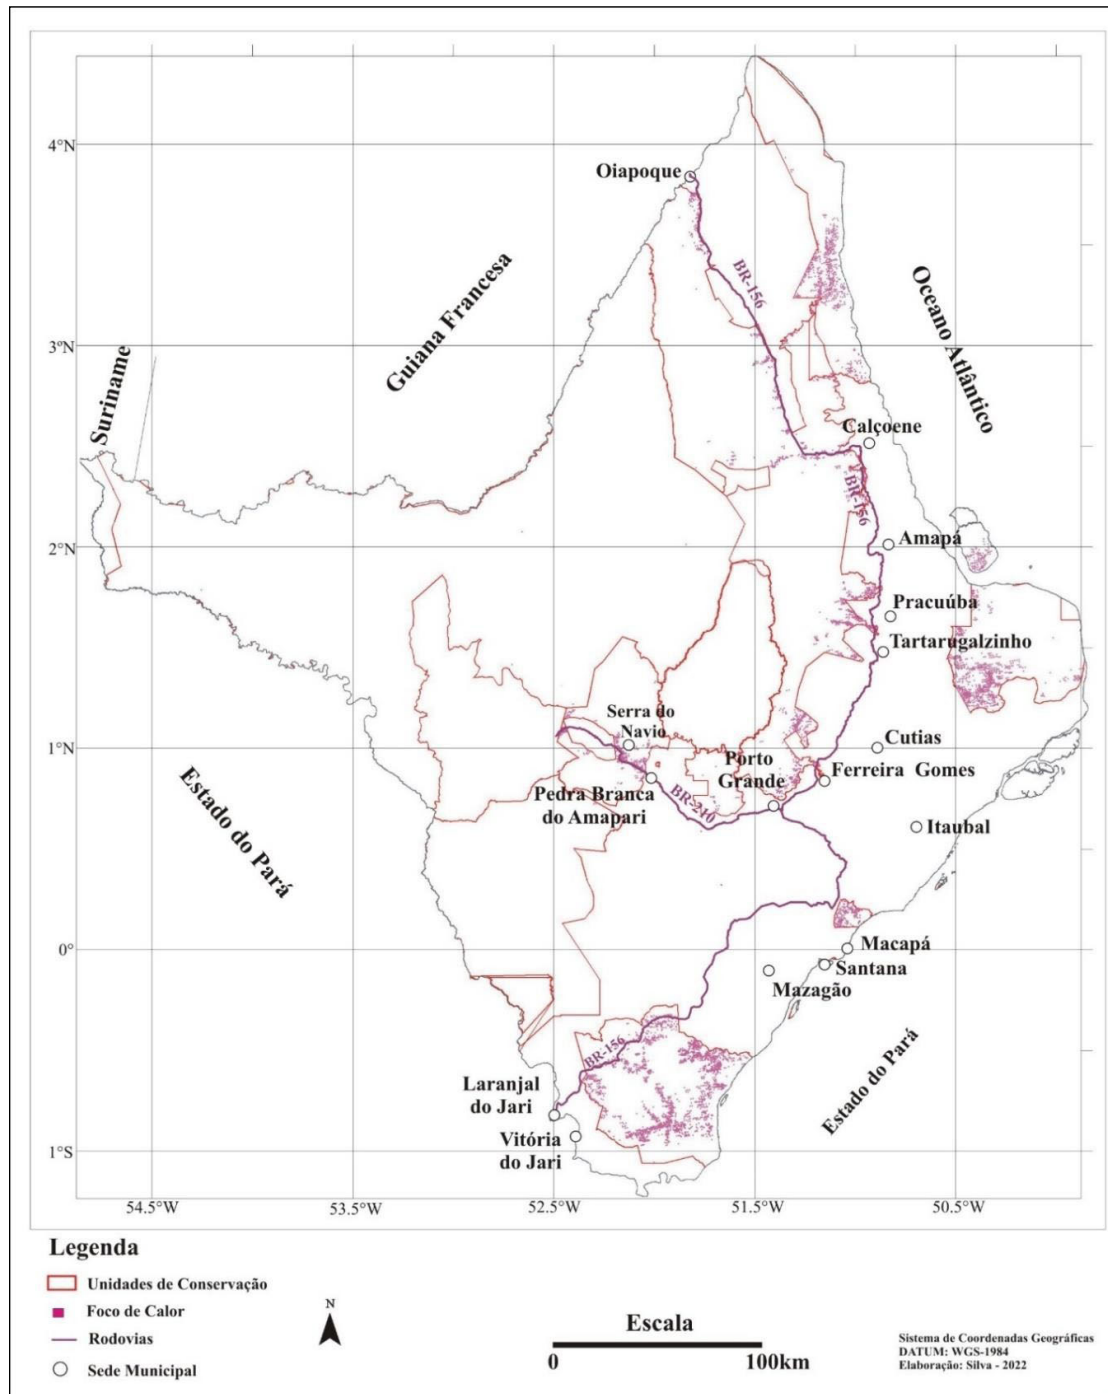 4°N
Oiapoque
BR-156
Guiana Francesa
Oceano Atlântico
3°N
Suriname
Calçoene
BR-156
2°N
Amapá
Pracuúba
Tartarugalzinho
Serra do
Navio
1°N
Cutias
Porto
Grande
Ferreira Gomes
Pedra Branca
do Amapari
BR-210
Itaubal
Estado do Pará
0°
Macapá
Santana
Mazagão
BR-156
Laranjal
do Jari
Estado do Pará
Vitória
do Jari
1°S
54.5°W
53.5°W
52.5°W
51.5°W
50.5°W
Legenda
Unidades de Conservação
Foco de Calor
Rodovias
Sede Municipal
N
Escala
0
100km
Sistema de Coordenadas Geográficas
DATUM: WGS-1984
Elaboração: Silva - 2022